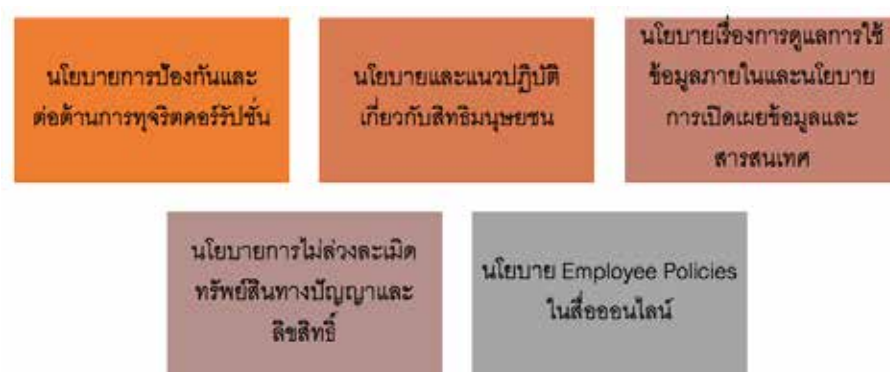 นโยบายการป้องกันและ
ต่อต้านการทุจริตคอร์รัปชั่น
นโยบายและแนวปฏิบัติ
เกี่ยวกับสิทธิมนุษยชน
นโยบายเรื่องการดูแลการใช้
ข้อมูลภายในและนโยบาย
การเปิดเผยข้อมูลและ
สารสนเทศ
นโยบายการไม่ล่วงละเมิด
ทรัพย์สินทางปัญญาและ
ลิขสิทธิ์
นโยบาย Employee Policies
ในสื่อออนไลน์